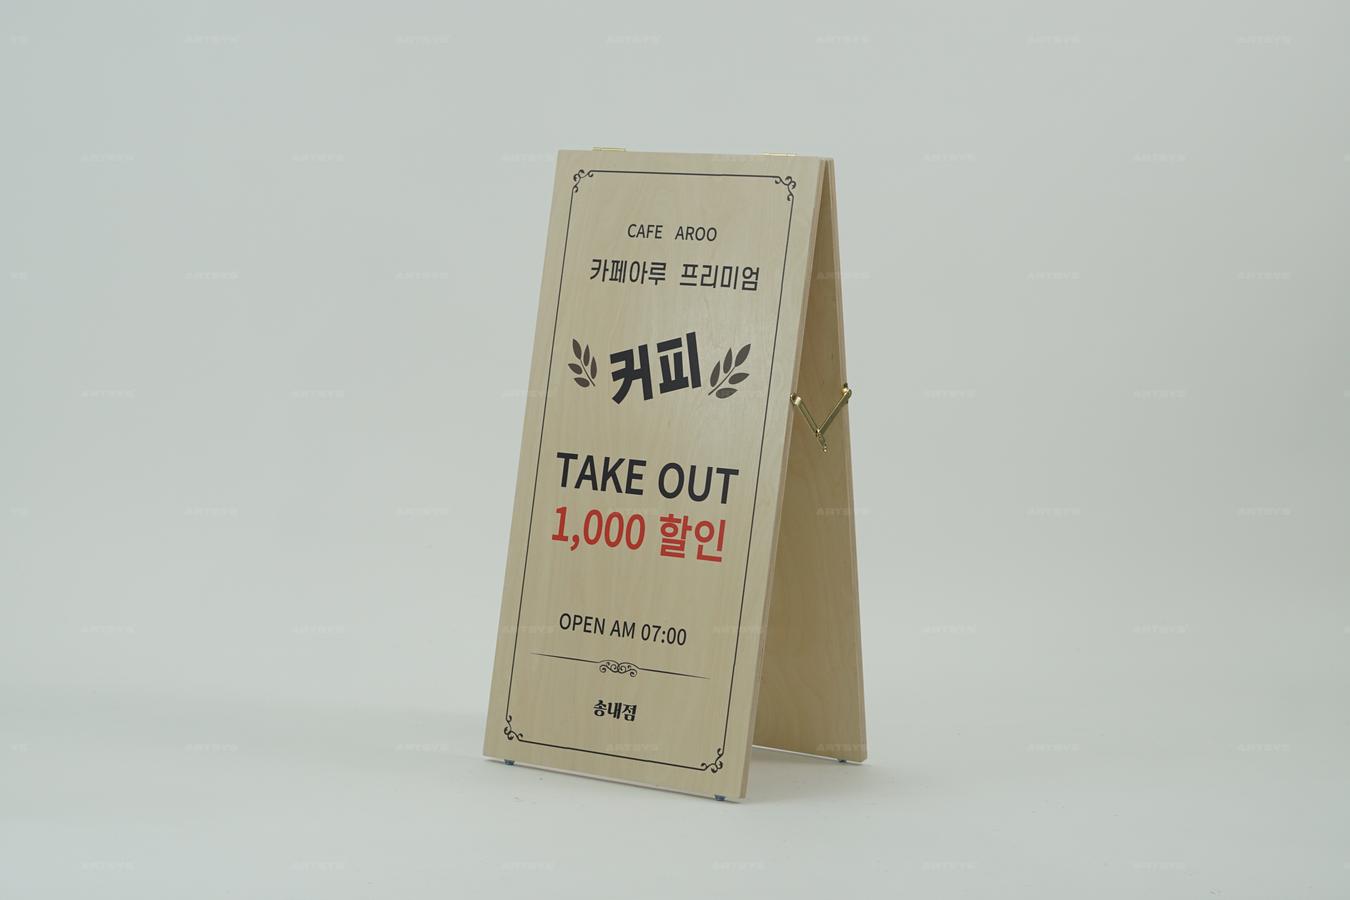 CAFE AROO
카페아루 프리미엄
커피
TAKE OUT
1,000 할인
OPEN AM 07:00
송내점